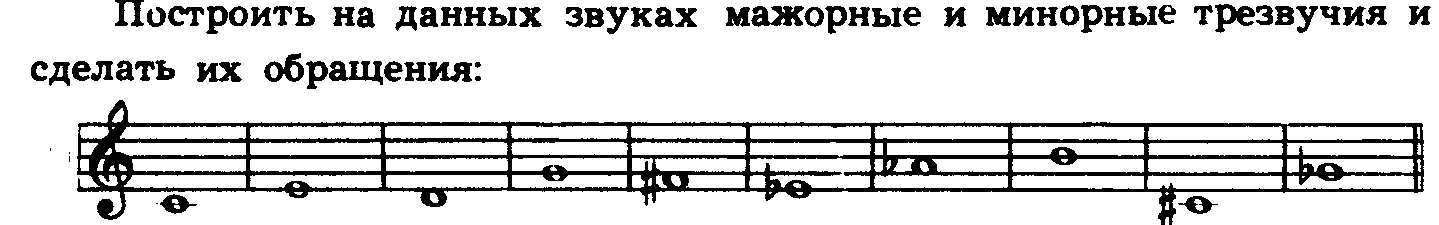 Построить на данных звуках мажорные и минорные трезвучия и
сделать их обращения: